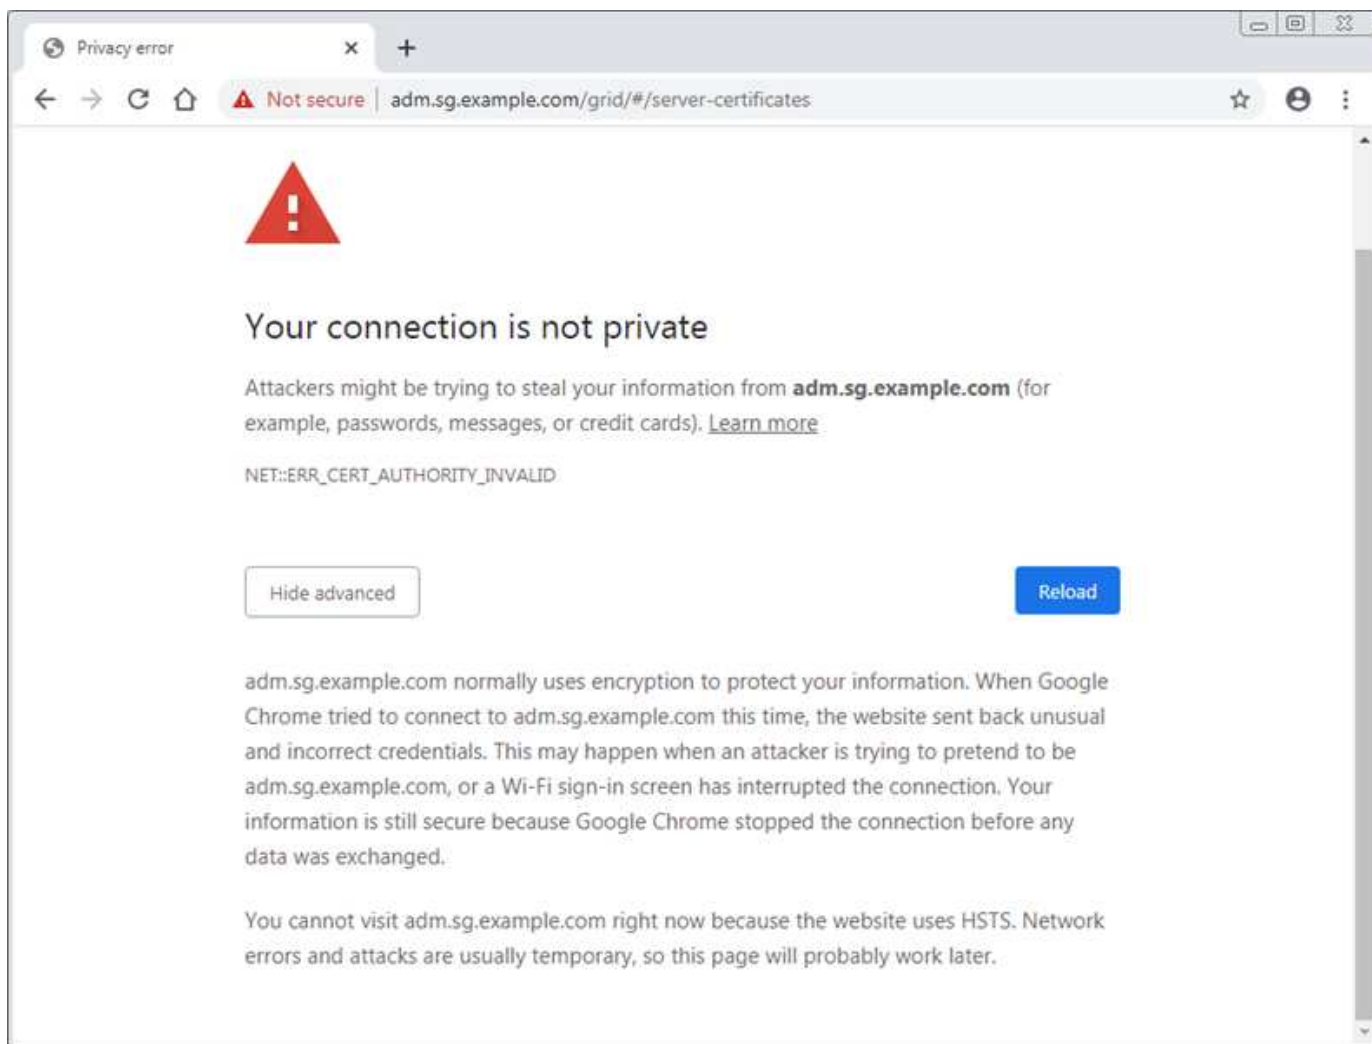 Privacy error
Not secure adm.sg.example.com/grid/#/server-certificates
Your connection is not private
Attackers might be trying to steal your information from adm.sg.example.com (for
example, passwords, messages, or credit cards). Learn more
NET::ERR_CERT_AUTHORITY_INVALID
Hide advanced
Reload
adm.sg.example.com normally uses encryption to protect your information. When Google
Chrome tried to connect to adm.sg.example.com this time, the website sent back unusual
and incorrect credentials. This may happen when an attacker is trying to pretend to be
adm.sg.example.com, or a Wi-Fi sign-in screen has interrupted the connection. Your
information is still secure because Google Chrome stopped the connection before any
data was exchanged.
You cannot visit adm.sg.example.com right now because the website uses HSTS. Network
errors and attacks are usually temporary, so this page will probably work later.